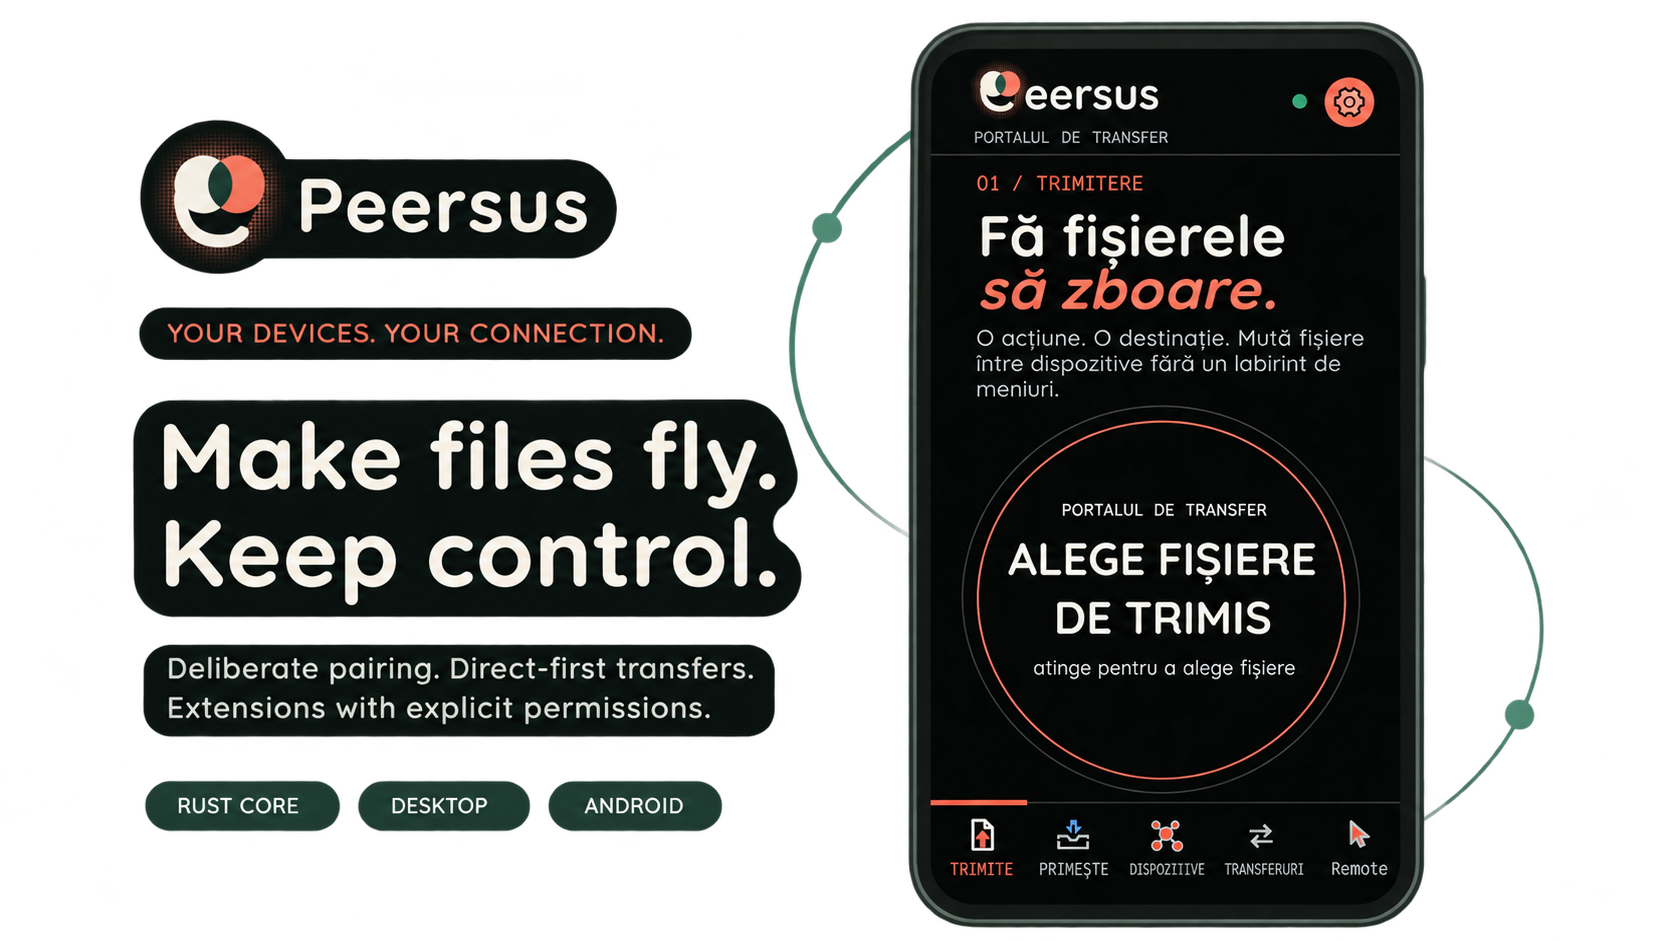 Peersus
YOUR DEVICES. YOUR CONNECTION.
Make files fly.
Keep control.
Deliberate pairing. Direct-first transfers.
Extensions with explicit permissions.
RUST CORE
DESKTOP
ANDROID
Peersus
PORTALUL DE TRANSFER
01 / TRIMITERE
Fă fișierele
să zboare.
O acțiune. O destinație. Mută fișiere
între dispozitive fără un labirint de
meniuri.
PORTALUL DE TRANSFER
ALEGE FIȘIERE
DE TRIMIS
atinge pentru a alege fișiere
TRIMITE
PRIMEȘTE
DISPOZITIVE
TRANSFERURI
Remote